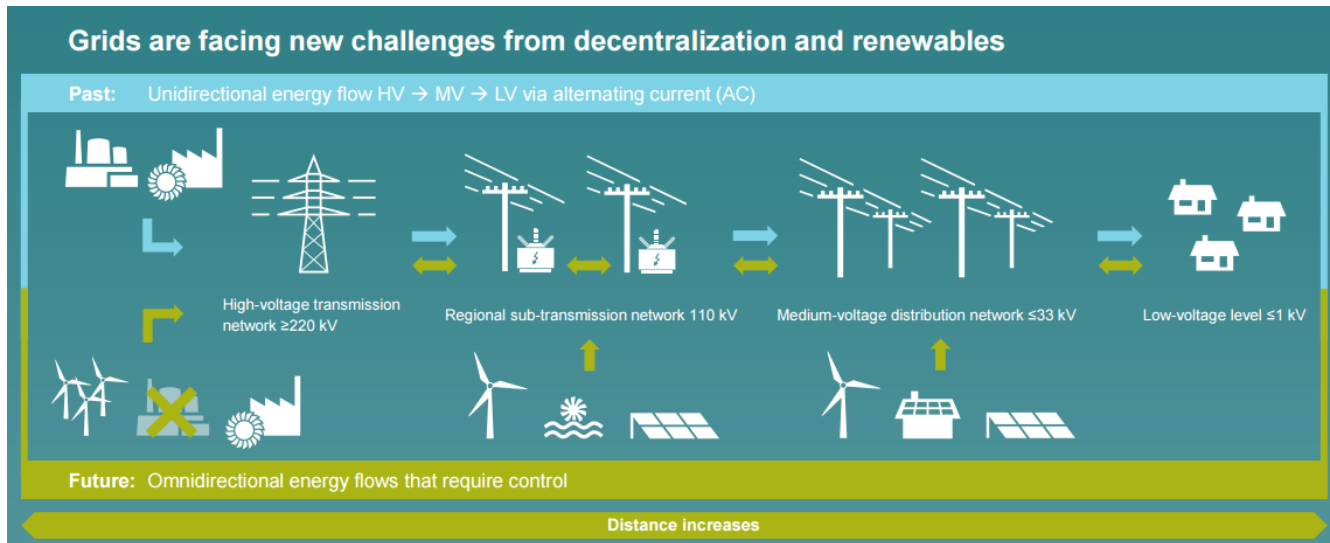 Grids are facing new challenges from decentralization and renewables
Past: Unidirectional energy flow HV → MV → LV via alternating current (AC)
High-voltage transmission
network ≥220 kV
Regional sub-transmission network 110 kV
Medium-voltage distribution network ≤33 kV
Low-voltage level ≤1 kV
Future: Omnidirectional energy flows that require control
Distance increases